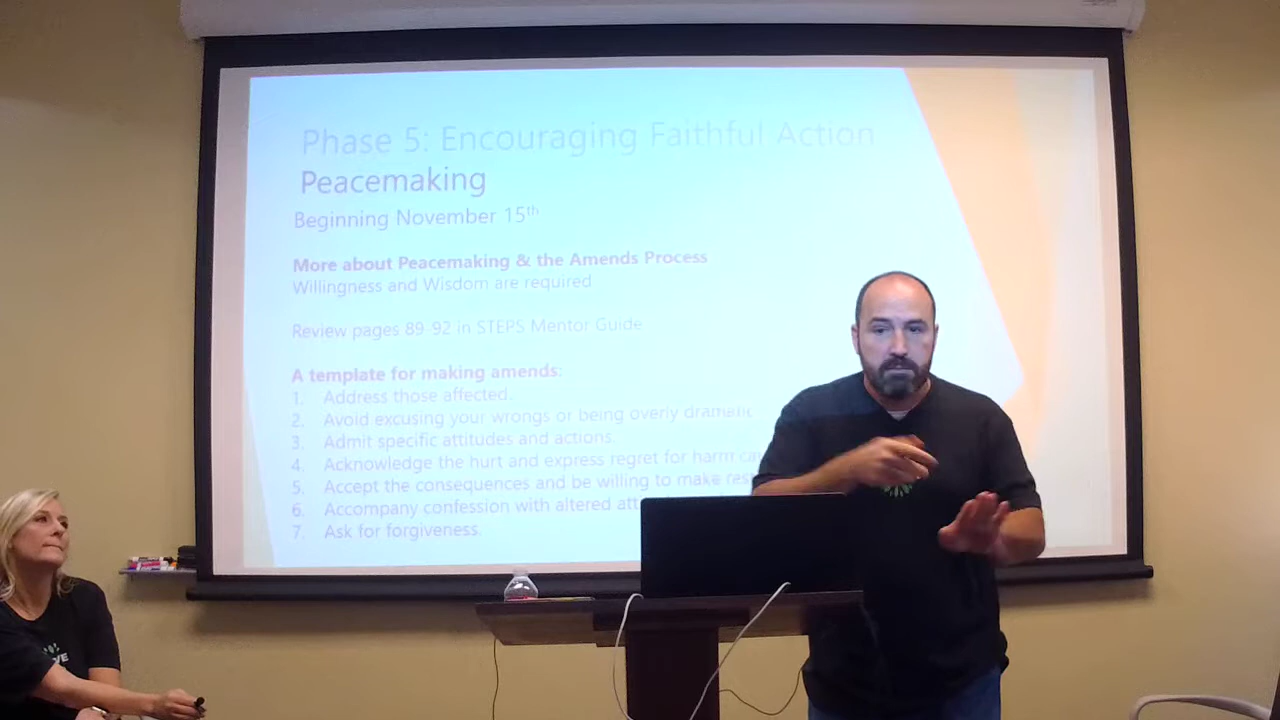 Phase 5: Encouraging Faithful Action
Peacemaking
Beginning November 15th
More about Peacemaking & the Amends Process
Willingness and Wisdom are required
Review pages 89-92 in STEPS Mentor Guide
A template for making amends:
1. Address those affected.
2. Avoid excusing your wrongs or being overly dramatic
3. Admit specific attitudes and actions.
4. Acknowledge the hurt and express regret for harm
5. Accept the consequences and be willing to make
6. Accompany confession with altered
7. Ask for forgiveness.